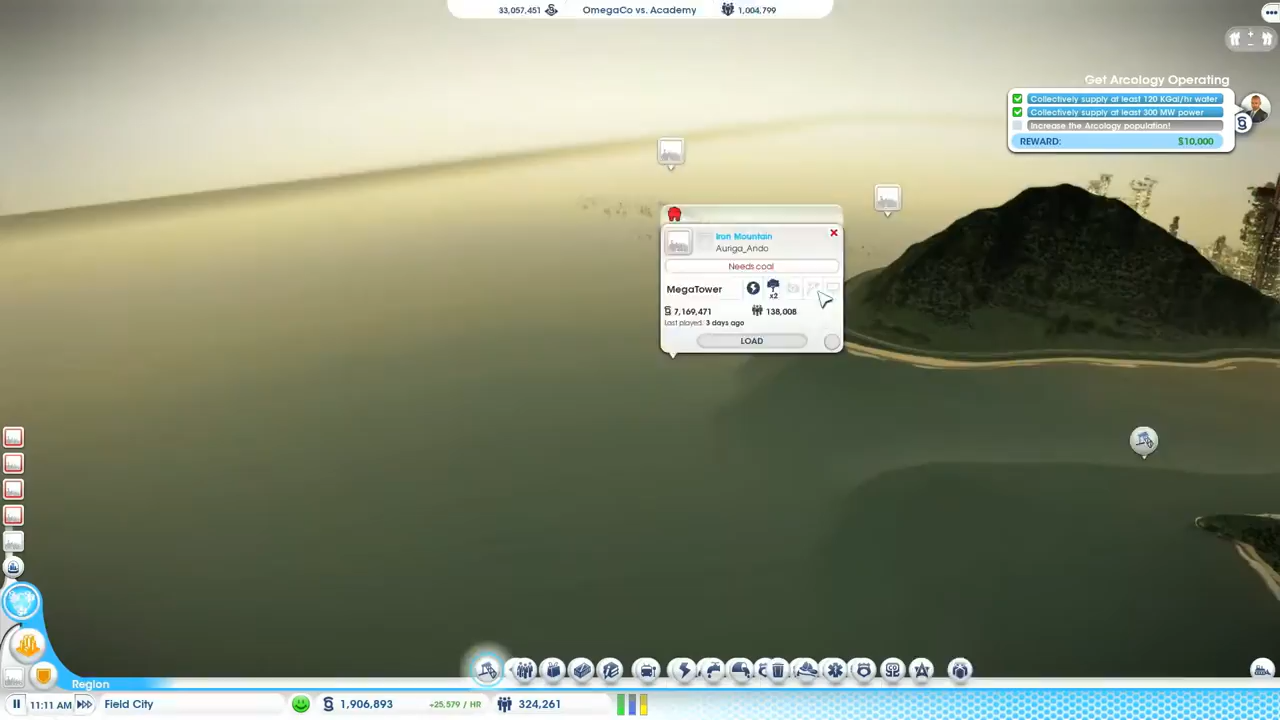 33,057,451 OmegaCo vs. Academy 1,004,799
Get Arcology Operating
Collectively supply at least 120 KGal/hr water
Collectively supply at least 300 MW power
Increase the Arcology population!
REWARD: $10,000
Iron Mountain
Auriga_Ando
Needs coal
MegaTower
x2
7,169,471 138,008
Last played: 3 days ago
LOAD
Region
11:11 AM Field City 1,906,893 +25,579 / HR 324,261